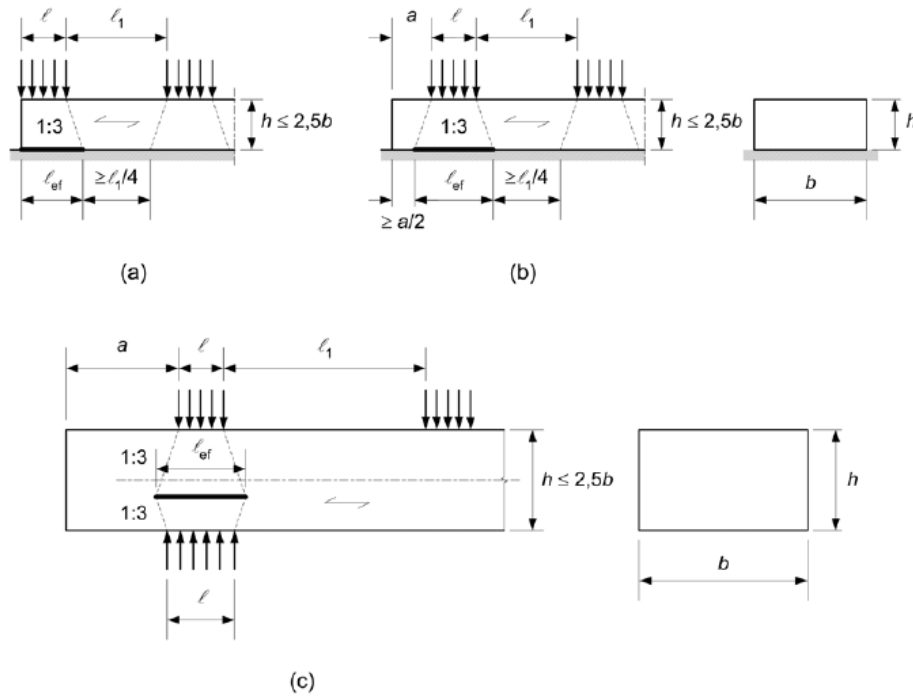 ℓ ℓ₁ a ℓ ℓ₁
1:3 h ≤ 2,5b 1:3 h ≤ 2,5b h
ℓef ≥ℓ₁/4 ℓef ≥ℓ₁/4 b
≥ a/2
(a) (b)
a ℓ ℓ₁
1:3 ℓef
h ≤ 2,5b h
1:3
b
ℓ
(c)